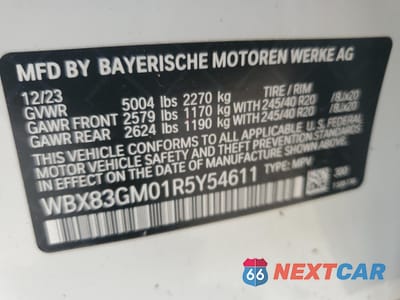 MFD BY BAYERISCHE MOTOREN WERKE AG
12/23 TIRE / RIM
GVWR 5004 lbs 2270 kg
GAWR FRONT 2579 lbs 1170 kg WITH 245/40 R20 / 8Jx20
GAWR REAR 2624 lbs 1190 kg WITH 245/40 R20 / 8Jx20
THIS VEHICLE CONFORMS TO ALL APPLICABLE U.S. FEDERAL
MOTOR VEHICLE SAFETY, BUMPER, AND THEFT PREVENTION STANDARDS
IN EFFECT ON THE DATE OF MANUFACTURE SHOWN ABOVE.
WBX83GM01R5Y54611 TYPE: MPV
300
66 NEXTCAR